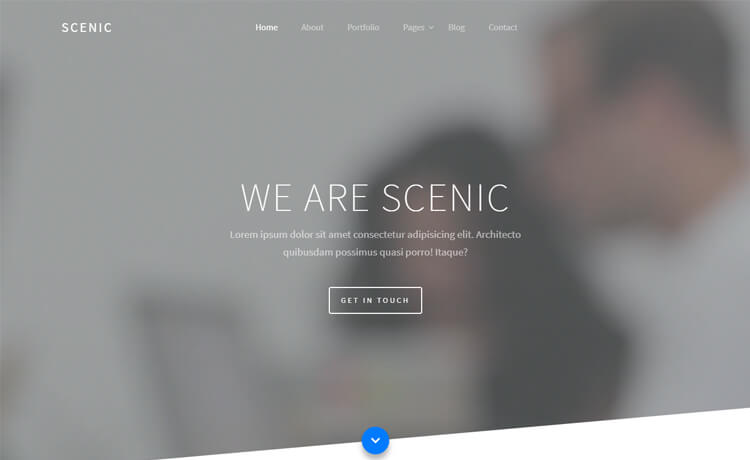 SCENIC
Home About Portfolio Pages Blog Contact
WE ARE SCENIC
Lorem ipsum dolor sit amet consectetur adipisicing elit. Architecto
quibusdam possimus quasi porro! Itaque?
GET IN TOUCH